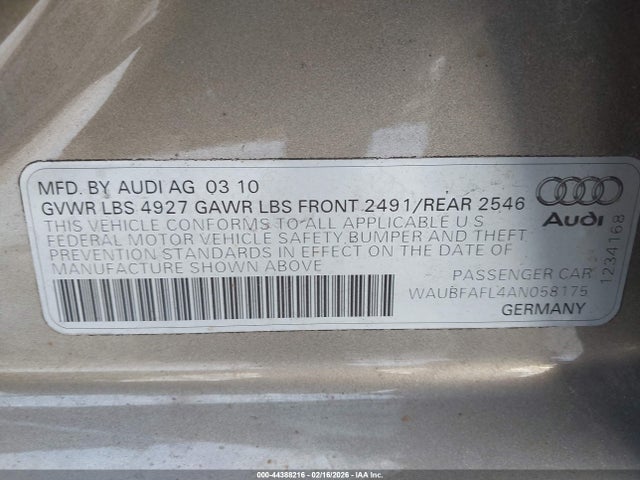 MFD. BY AUDI AG 03 10
GVWR LBS 4927 GAWR LBS FRONT 2491/REAR 2546
THIS VEHICLE CONFORMS TO ALL APPLICABLE U S
FEDERAL MOTOR VEHICLE SAFETY, BUMPER AND THEFT
PREVENTION STANDARDS IN EFFECT ON THE DATE OF
MANUFACTURE SHOWN ABOVE
Audi
PASSENGER CAR
WAUBFAFL4AN058175
GERMANY
1234168
000-44388216 - 02/16/2026 - IAA Inc.